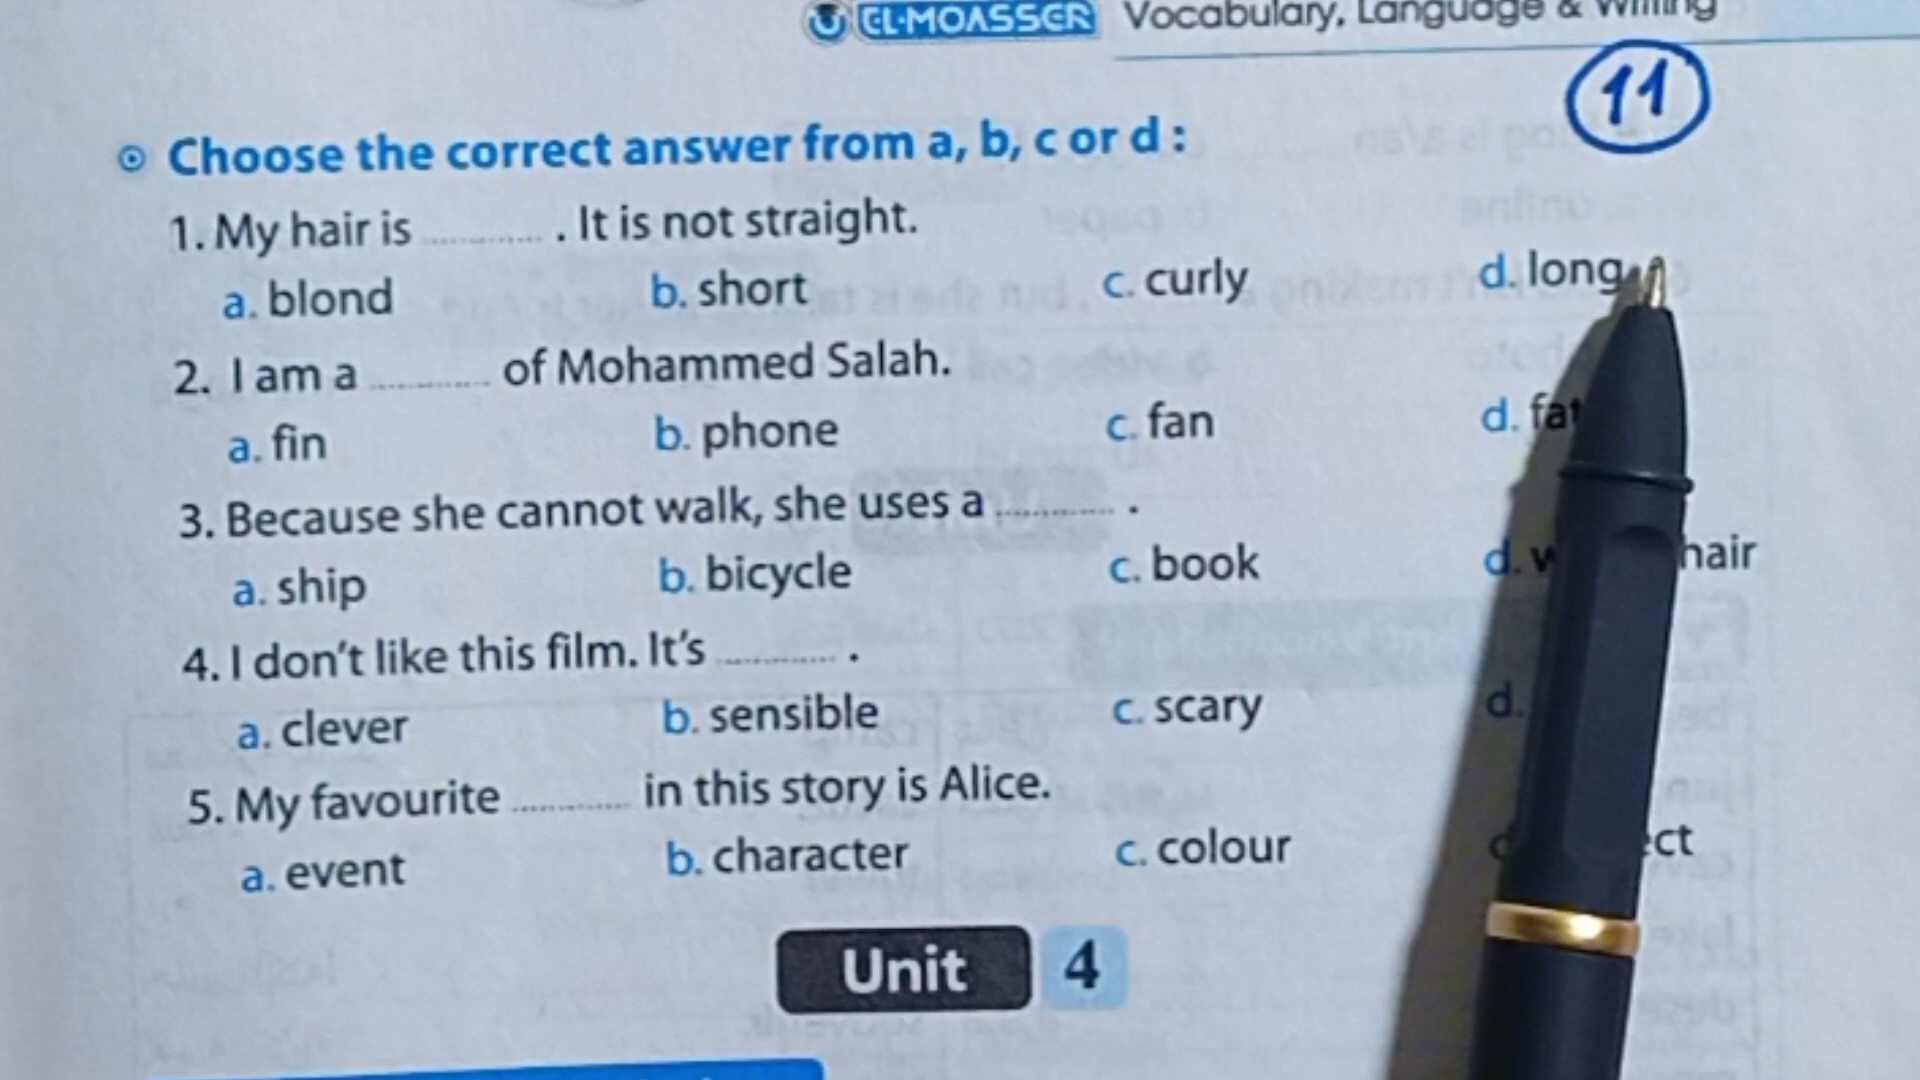 EL-MOASSER Vocabulary, Language & Writing
11
Choose the correct answer from a, b, c or d :
1. My hair is ............ . It is not straight.
a. blond b. short c. curly d. long
2. I am a ............ of Mohammed Salah.
a. fin b. phone c. fan d.
3. Because she cannot walk, she uses a ............ .
a. ship b. bicycle c. book d.
4. I don't like this film. It's ............ .
a. clever b. sensible c. scary d.
5. My favourite ............ in this story is Alice.
a. event b. character c. colour
Unit 4